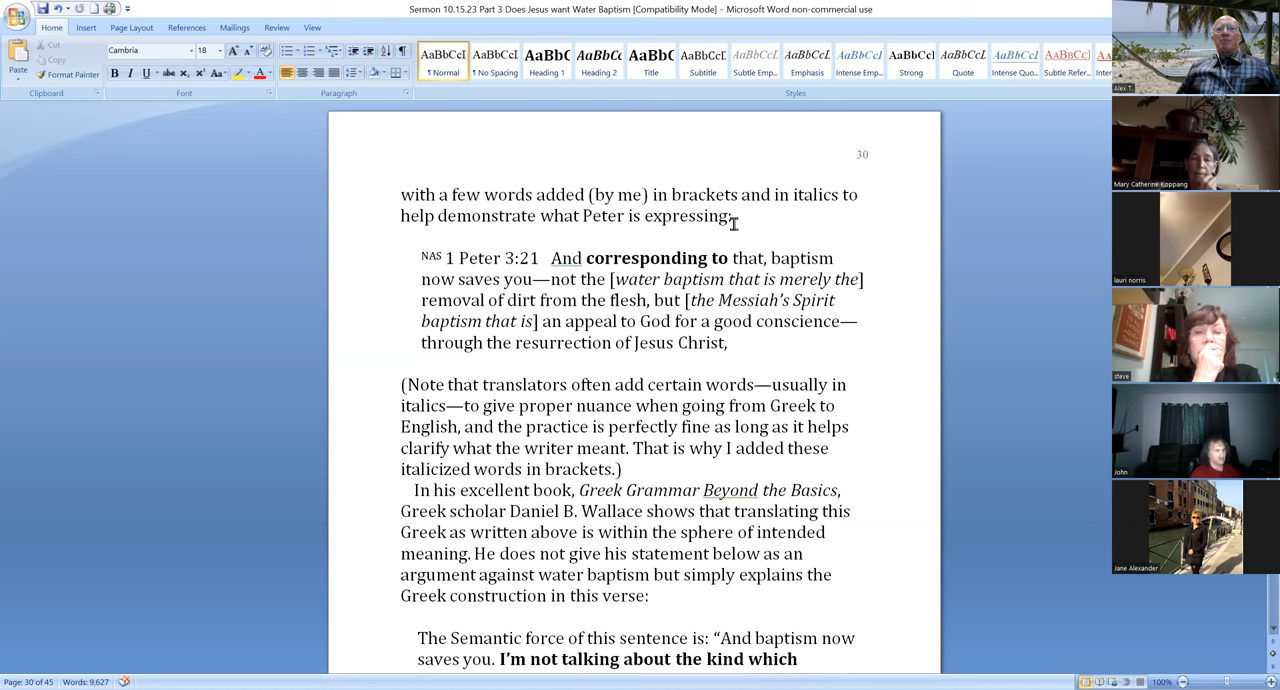 Sermon 10.15.23 Part 3 Does Jesus want Water Baptism [Compatibility Mode] - Microsoft Word non-commercial use
Home Insert Page Layout References Mailings Review View
Cut
Copy
Format Painter
Paste
Clipboard
Cambria 18
Font
Paragraph
AaBbCcI AaBbCcI AaBbC AaBbCc AaBbC AaBbCcI AaBbCcL AaBbCcL AaBbCcL AaBbCcI AaBbCcL AaBbCcL AABBCCL
¶ Normal ¶ No Spacing Heading 1 Heading 2 Title Subtitle Subtle Emp... Emphasis Intense Emp... Strong Quote Intense Quo... Subtle Refer... Inter
Styles
30
with a few words added (by me) in brackets and in italics to
help demonstrate what Peter is expressing:
NAS 1 Peter 3:21 And corresponding to that, baptism
now saves you—not the [water baptism that is merely the]
removal of dirt from the flesh, but [the Messiah's Spirit
baptism that is] an appeal to God for a good conscience—
through the resurrection of Jesus Christ,
(Note that translators often add certain words—usually in
italics—to give proper nuance when going from Greek to
English, and the practice is perfectly fine as long as it helps
clarify what the writer meant. That is why I added these
italicized words in brackets.)
In his excellent book, Greek Grammar Beyond the Basics,
Greek scholar Daniel B. Wallace shows that translating this
Greek as written above is within the sphere of intended
meaning. He does not give his statement below as an
argument against water baptism but simply explains the
Greek construction in this verse:
The Semantic force of this sentence is: “And baptism now
saves you. I'm not talking about the kind which
Page: 30 of 45 Words: 9,627
100%
Alex T.
Mary Catherine Koppang
lauri norris
steve
John
Jane Alexander